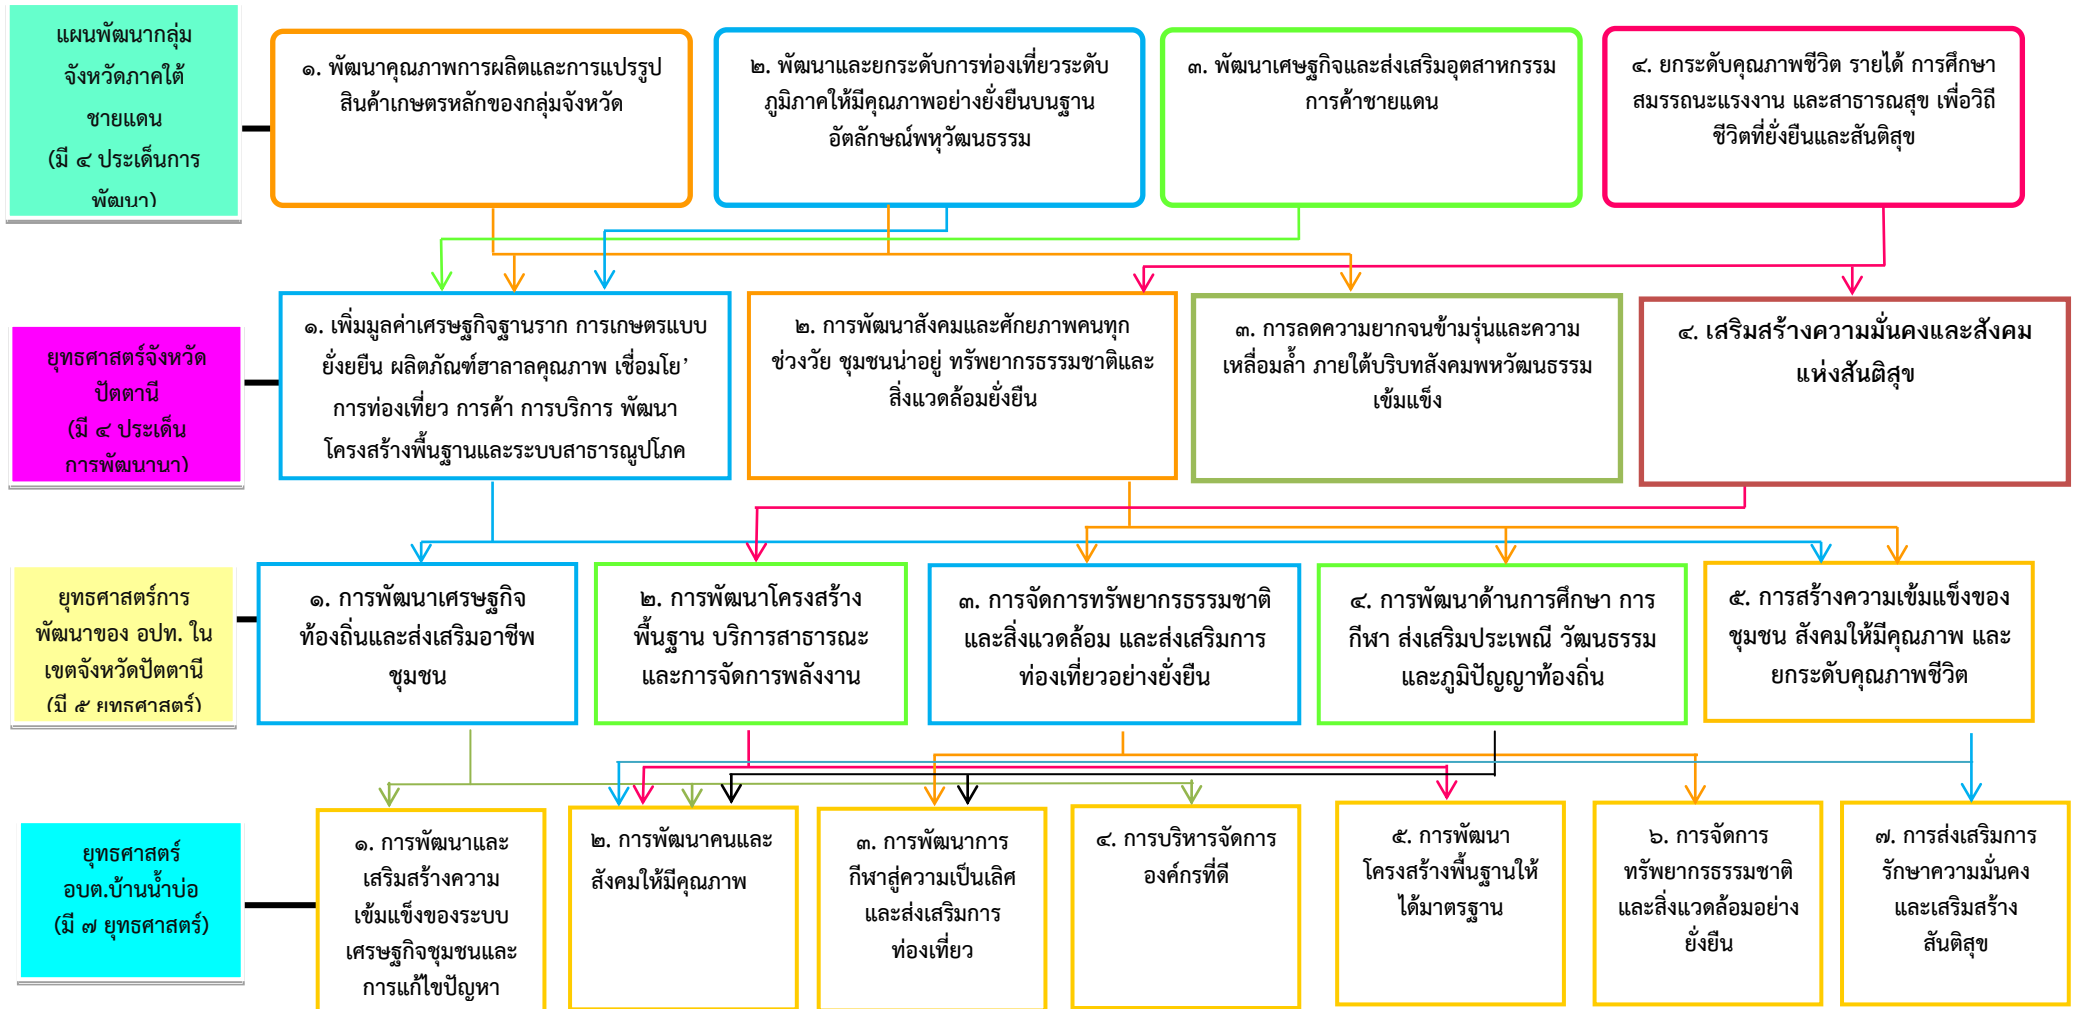 แผนพัฒนากลุ่ม
จังหวัดภาคใต้
ชายแดน
(มี ๔ ประเด็นการ
พัฒนา)
๑. พัฒนาคุณภาพการผลิตและการแปรรูป
สินค้าเกษตรหลักของกลุ่มจังหวัด
๒. พัฒนาและยกระดับการท่องเที่ยวระดับ
ภูมิภาคให้มีคุณภาพอย่างยั่งยืนบนฐาน
อัตลักษณ์พหุวัฒนธรรม
๓. พัฒนาเศรษฐกิจและส่งเสริมอุตสาหกรรม
การค้าชายแดน
๔. ยกระดับคุณภาพชีวิต รายได้ การศึกษา
สมรรถนะแรงงาน และสาธารณสุข เพื่อวิถี
ชีวิตที่ยั่งยืนและสันติสุข
ยุทธศาสตร์จังหวัด
ปัตตานี
(มี ๔ ประเด็น
การพัฒนานา)
๑. เพิ่มมูลค่าเศรษฐกิจฐานราก การเกษตรแบบ
ยั่งยยืน ผลิตภัณฑ์ฮาลาลคุณภาพ เชื่อมโย’
การท่องเที่ยว การค้า การบริการ พัฒนา
โครงสร้างพื้นฐานและระบบสาธารณูปโภค
๒. การพัฒนาสังคมและศักยภาพคนทุก
ช่วงวัย ชุมชนน่าอยู่ ทรัพยากรธรรมชาติและ
สิ่งแวดล้อมยั่งยืน
๓. การลดความยากจนข้ามรุ่นและความ
เหลื่อมล้ำ ภายใต้บริบทสังคมพหวัฒนธรรม
เข้มแข็ง
๔. เสริมสร้างความมั่นคงและสังคม
แห่งสันติสุข
ยุทธศาสตร์การ
พัฒนาของ อปท. ใน
เขตจังหวัดปัตตานี
(มี ๕ ยุทธศาสตร์)
๑. การพัฒนาเศรษฐกิจ
ท้องถิ่นและส่งเสริมอาชีพ
ชุมชน
๒. การพัฒนาโครงสร้าง
พื้นฐาน บริการสาธารณะ
และการจัดการพลังงาน
๓. การจัดการทรัพยากรธรรมชาติ
และสิ่งแวดล้อม และส่งเสริมการ
ท่องเที่ยวอย่างยั่งยืน
๔. การพัฒนาด้านการศึกษา การ
กีฬา ส่งเสริมประเพณี วัฒนธรรม
และภูมิปัญญาท้องถิ่น
๕. การสร้างความเข้มแข็งของ
ชุมชน สังคมให้มีคุณภาพ และ
ยกระดับคุณภาพชีวิต
ยุทธศาสตร์
อบต.บ้านน้ำบ่อ
(มี ๗ ยุทธศาสตร์)
๑. การพัฒนาและ
เสริมสร้างความ
เข้มแข็งของระบบ
เศรษฐกิจชุมชนและ
การแก้ไขปัญหา
๒. การพัฒนาคนและ
สังคมให้มีคุณภาพ
๓. การพัฒนาการ
กีฬาสู่ความเป็นเลิศ
และส่งเสริมการ
ท่องเที่ยว
๔. การบริหารจัดการ
องค์กรที่ดี
๕. การพัฒนา
โครงสร้างพื้นฐานให้
ได้มาตรฐาน
๖. การจัดการ
ทรัพยากรธรรมชาติ
และสิ่งแวดล้อมอย่าง
ยั่งยืน
๗. การส่งเสริมการ
รักษาความมั่นคง
และเสริมสร้าง
สันติสุข